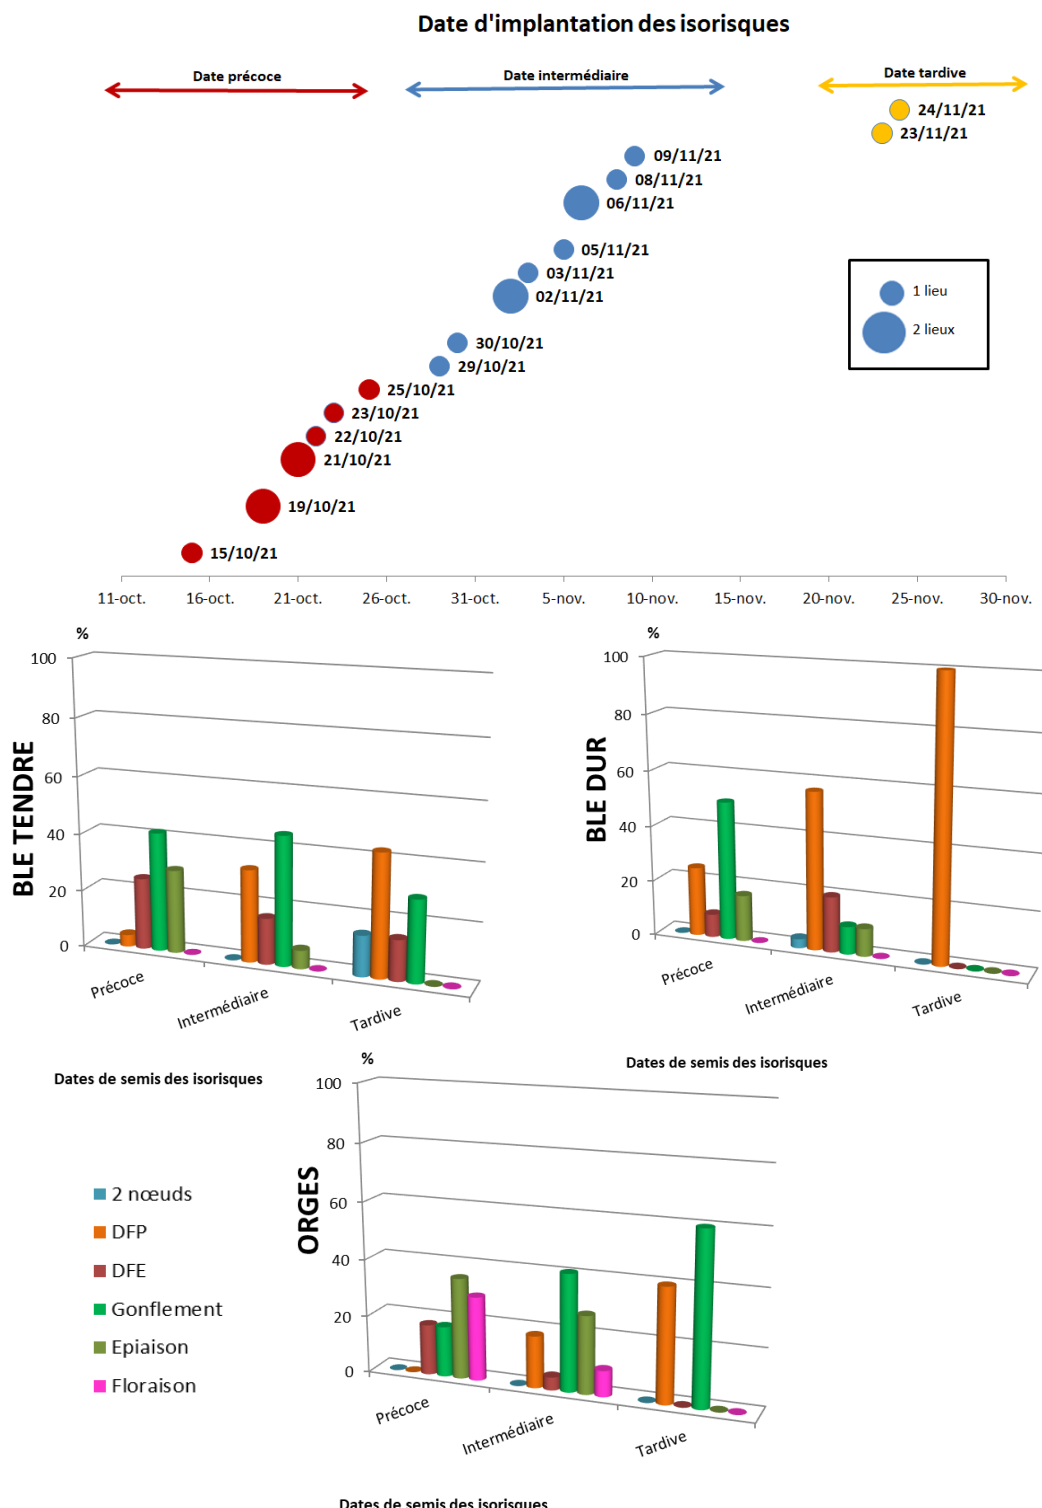 Date d'implantation des isorisques
Date précoce
Date intermédiaire
Date tardive
24/11/21
23/11/21
09/11/21
08/11/21
06/11/21
05/11/21
03/11/21
02/11/21
1 lieu
2 lieux
30/10/21
29/10/21
25/10/21
23/10/21
22/10/21
21/10/21
19/10/21
15/10/21
11-oct. 16-oct. 21-oct. 26-oct. 31-oct. 5-nov. 10-nov. 15-nov. 20-nov. 25-nov. 30-nov.
%
100
80
60
40
20
0
BLE TENDRE
Précoce
Intermédiaire
Tardive
Dates de semis des isorisques
%
100
80
60
40
20
0
BLE DUR
Précoce
Intermédiaire
Tardive
Dates de semis des isorisques
2 nœuds
DFP
DFE
Gonflement
Epiaison
Floraison
%
100
80
60
40
20
0
ORGES
Précoce
Intermédiaire
Tardive
Dates de semis des isorisques